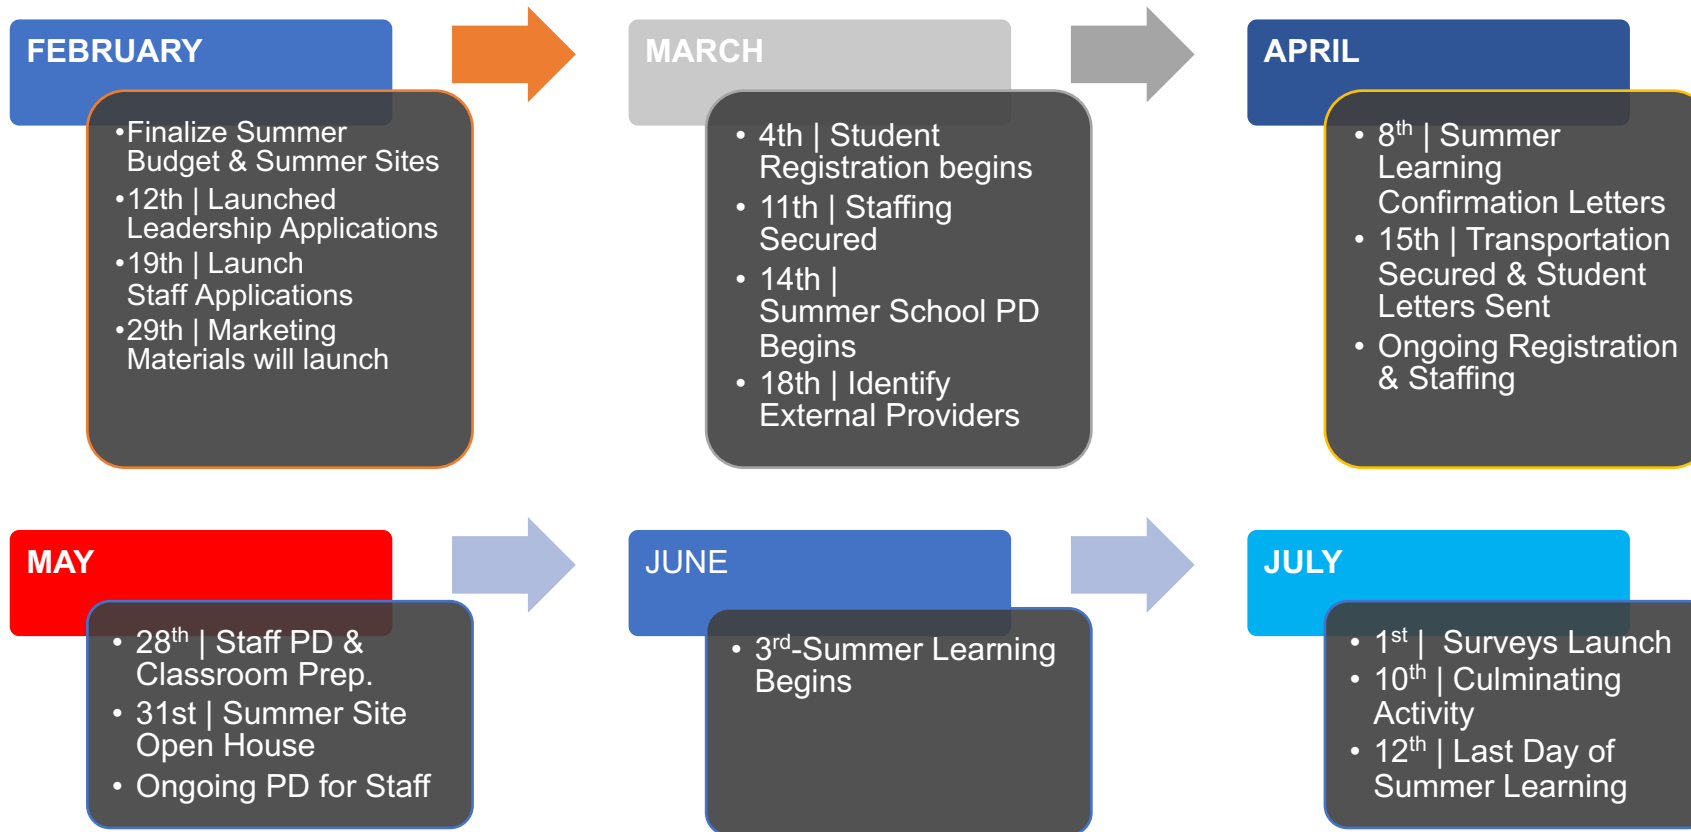 FEBRUARY
•Finalize Summer
Budget & Summer Sites
•12th | Launched
Leadership Applications
•19th | Launch
Staff Applications
•29th | Marketing
Materials will launch
MARCH
• 4th | Student
Registration begins
• 11th | Staffing
Secured
• 14th |
Summer School PD
Begins
• 18th | Identify
External Providers
APRIL
• 8th | Summer
Learning
Confirmation Letters
• 15th | Transportation
Secured & Student
Letters Sent
• Ongoing Registration
& Staffing
MAY
• 28th | Staff PD &
Classroom Prep.
• 31st | Summer Site
Open House
• Ongoing PD for Staff
JUNE
• 3rd-Summer Learning
Begins
JULY
• 1st | Surveys Launch
• 10th | Culminating
Activity
• 12th | Last Day of
Summer Learning